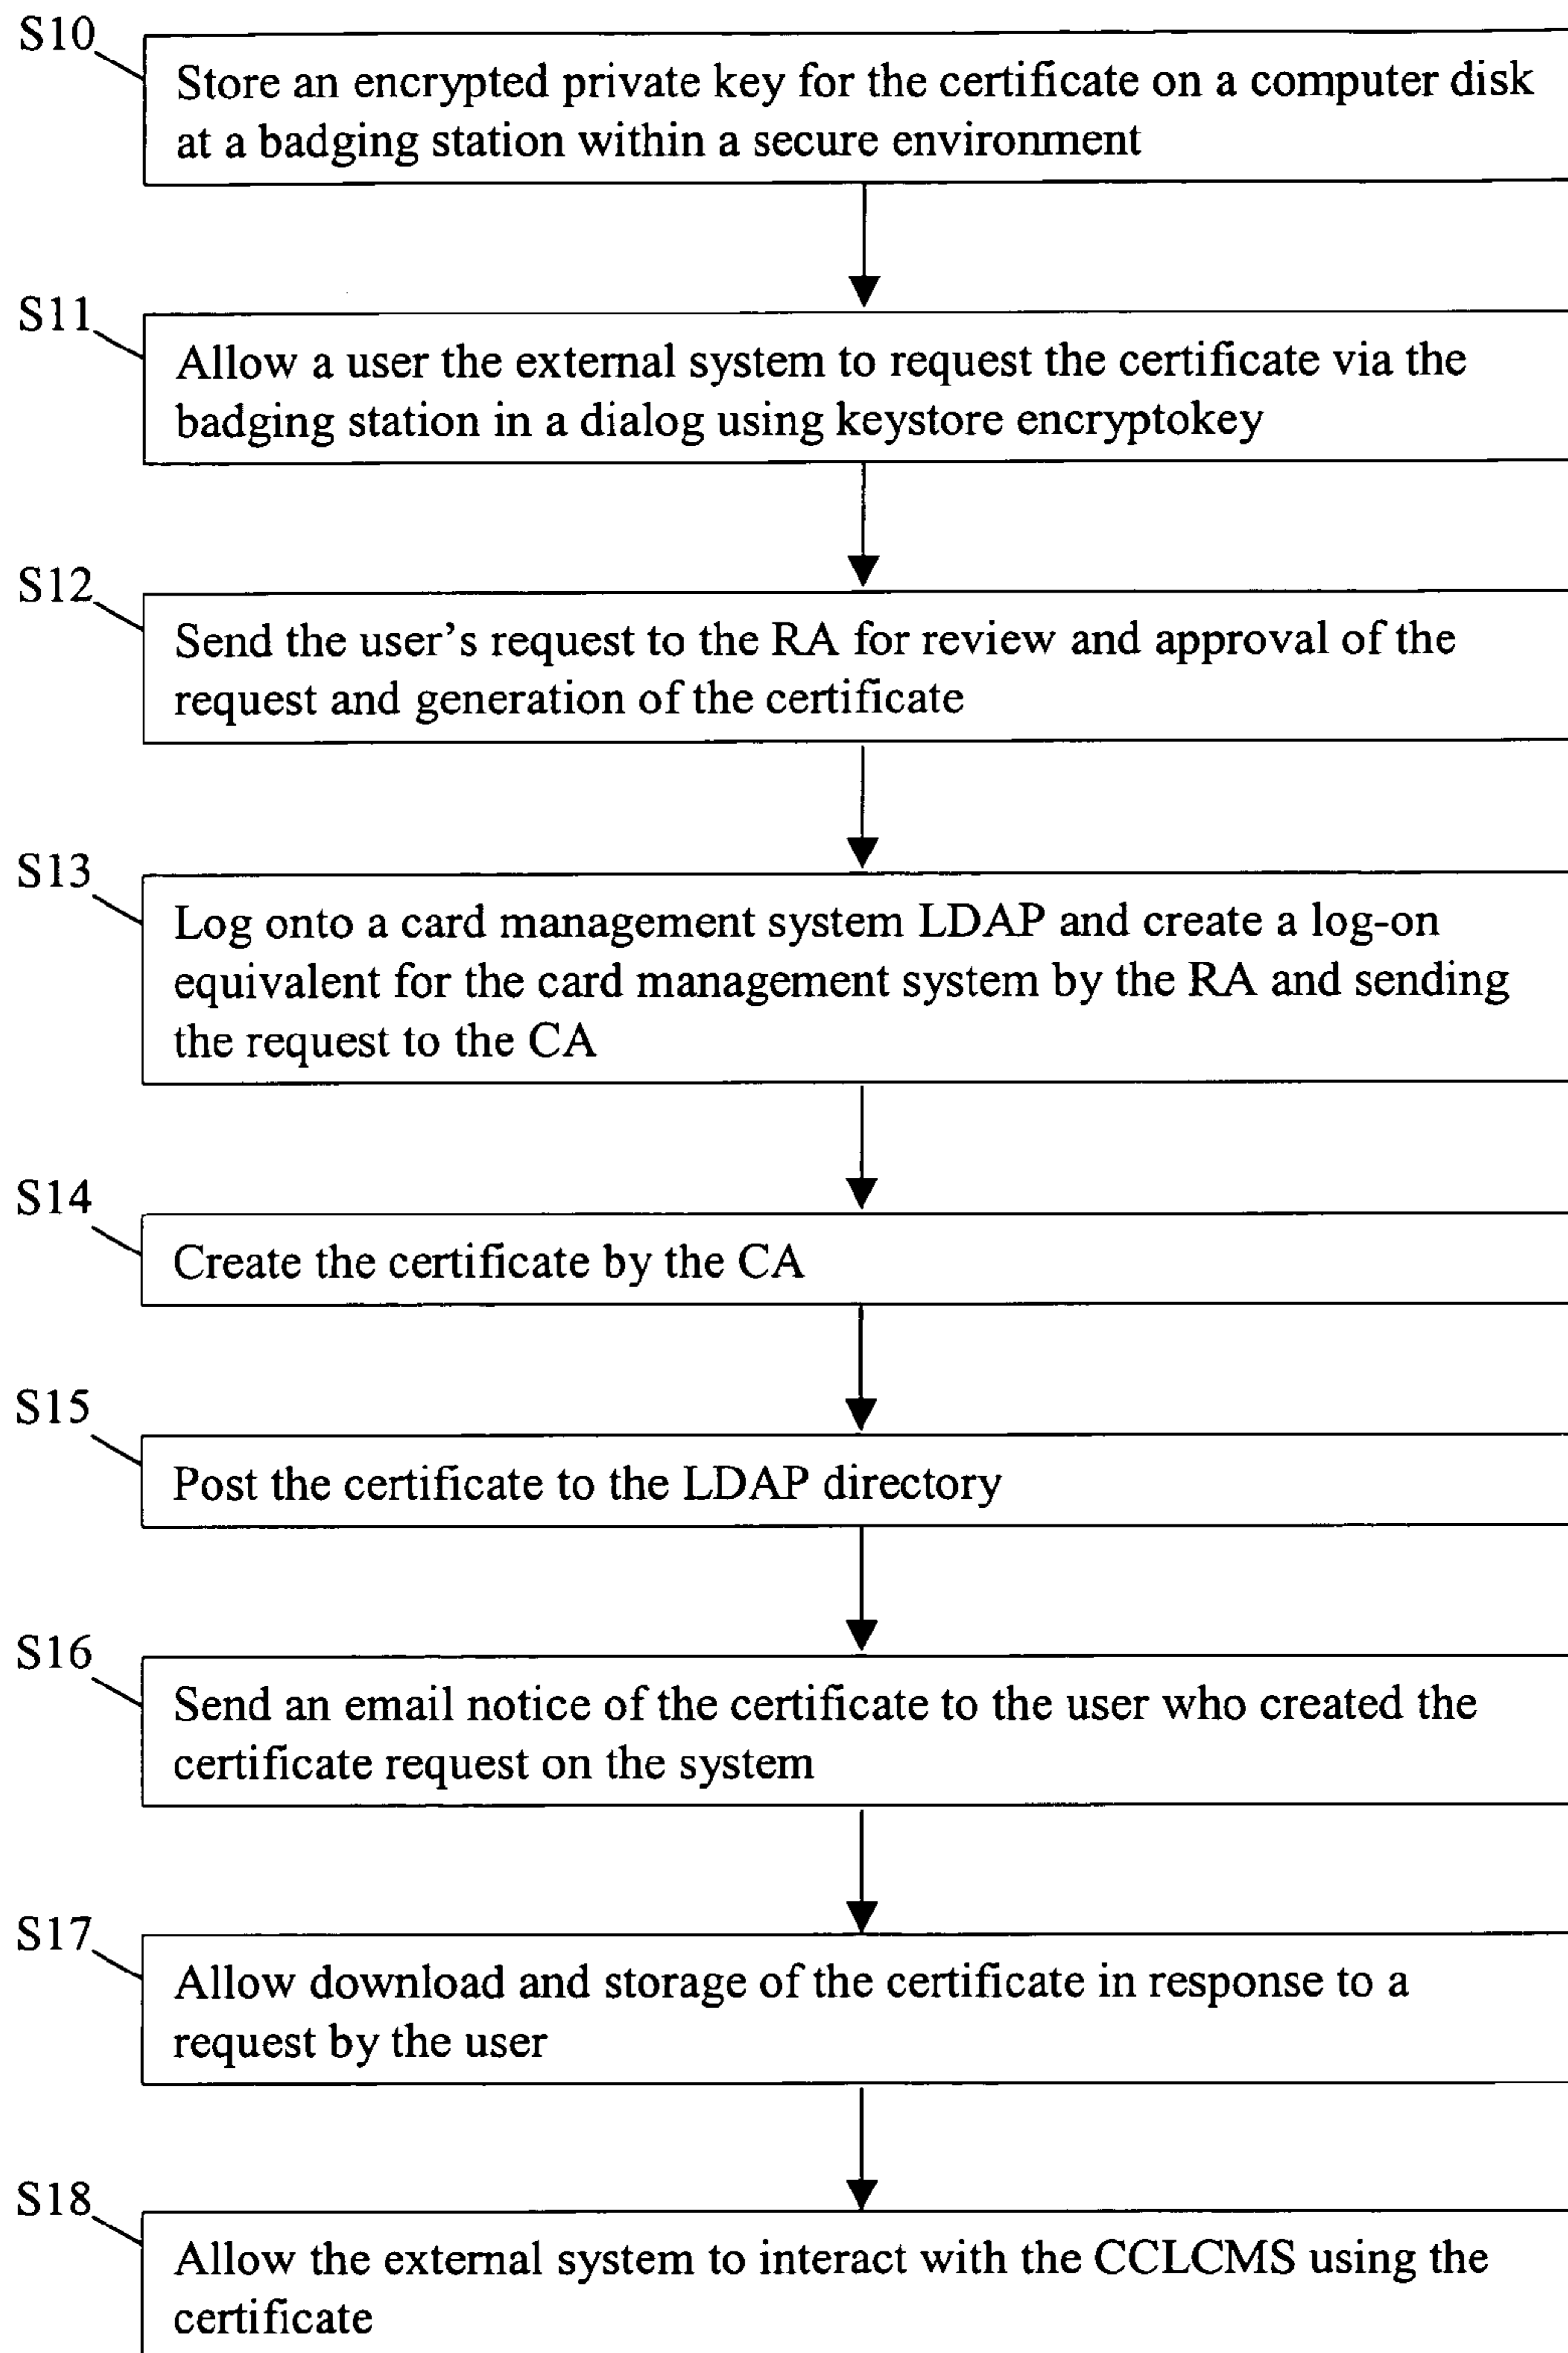 S10
Store an encrypted private key for the certificate on a computer disk
at a badging station within a secure environment
S11
Allow a user the external system to request the certificate via the
badging station in a dialog using keystore encryptokey
S12
Send the user's request to the RA for review and approval of the
request and generation of the certificate
S13
Log onto a card management system LDAP and create a log-on
equivalent for the card management system by the RA and sending
the request to the CA
S14
Create the certificate by the CA
S15
Post the certificate to the LDAP directory
S16
Send an email notice of the certificate to the user who created the
certificate request on the system
S17
Allow download and storage of the certificate in response to a
request by the user
S18
Allow the external system to interact with the CCLCMS using the
certificate